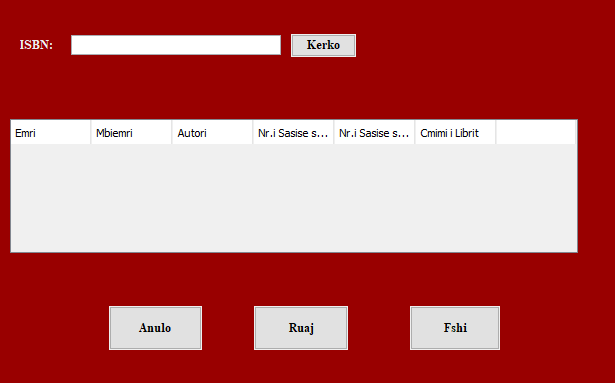 ISBN: Kerko
Emri Mbiemri Autori Nr.i Sasise s... Nr.i Sasise s... Cmimi i Librit
Anulo Ruaj Fshi